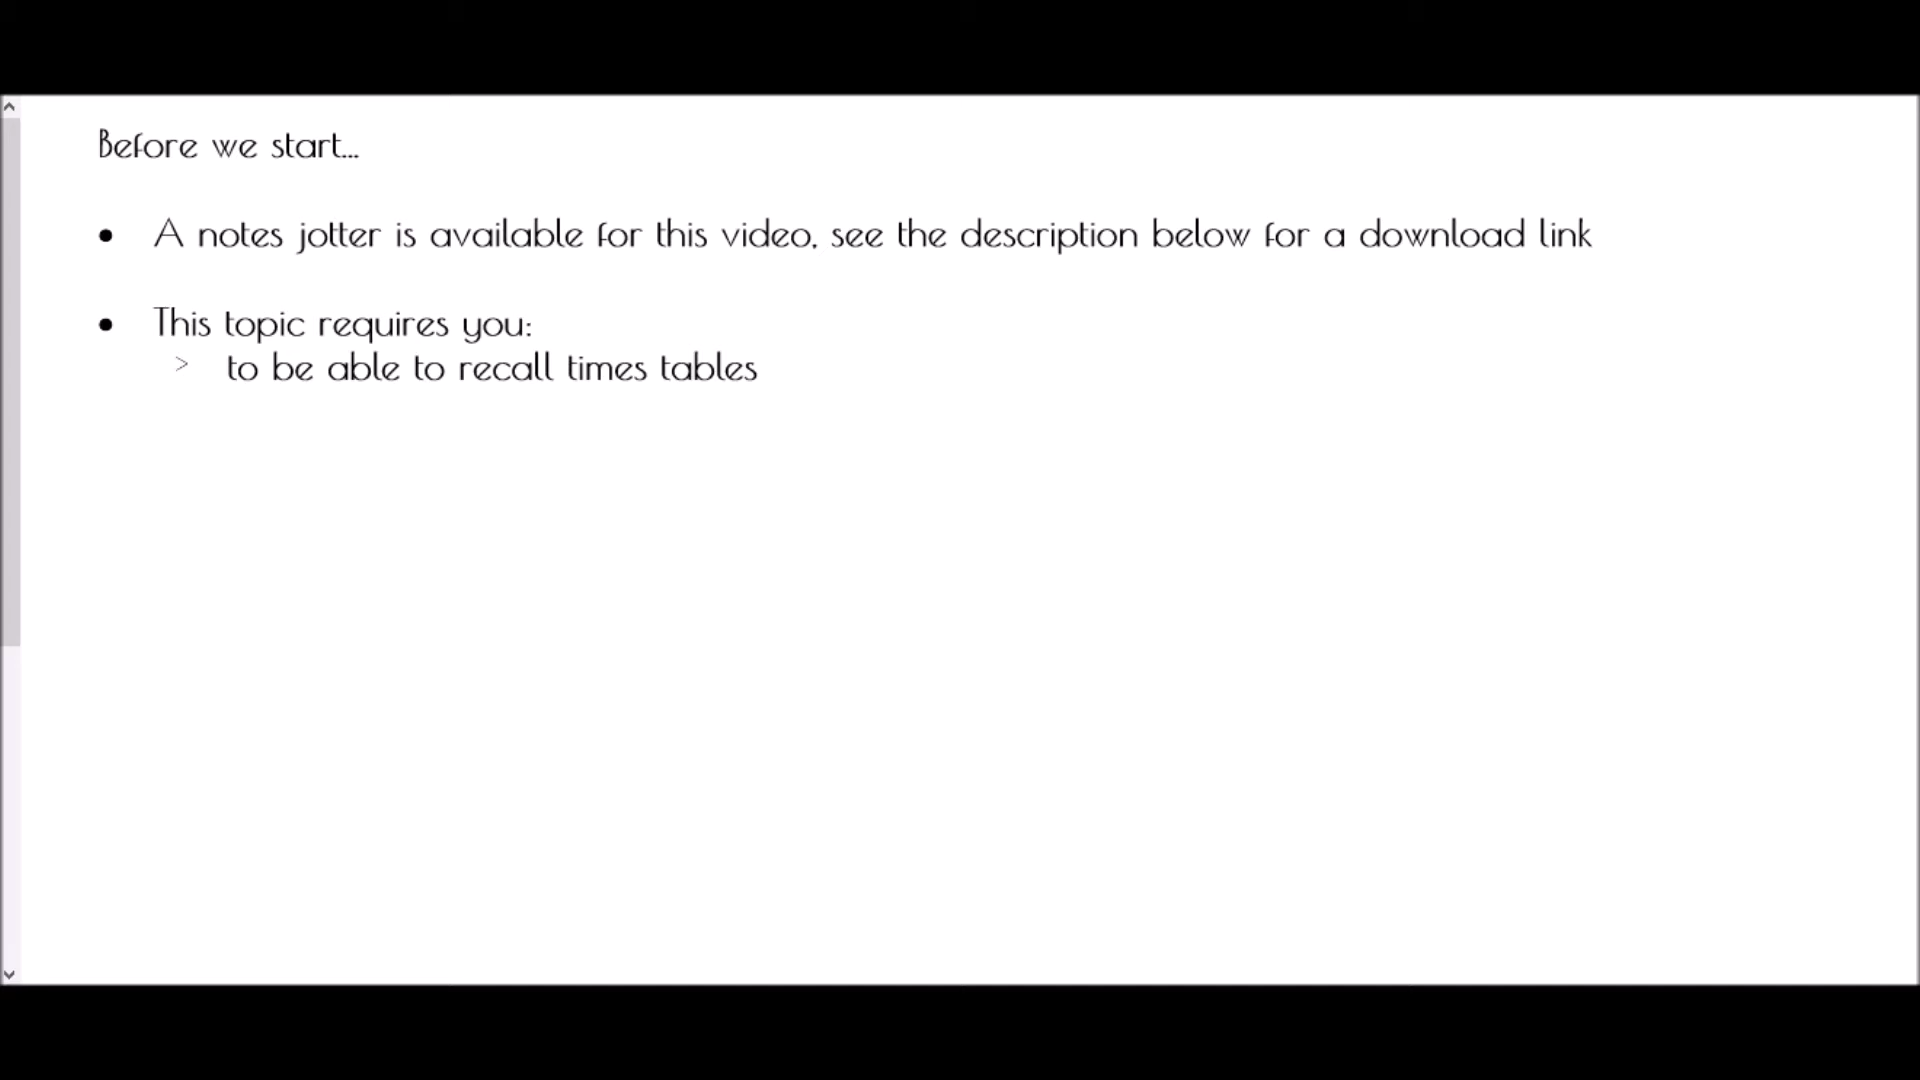 Before we start...
• A notes jotter is available for this video, see the description below for a download link
• This topic requires you:
> to be able to recall times tables